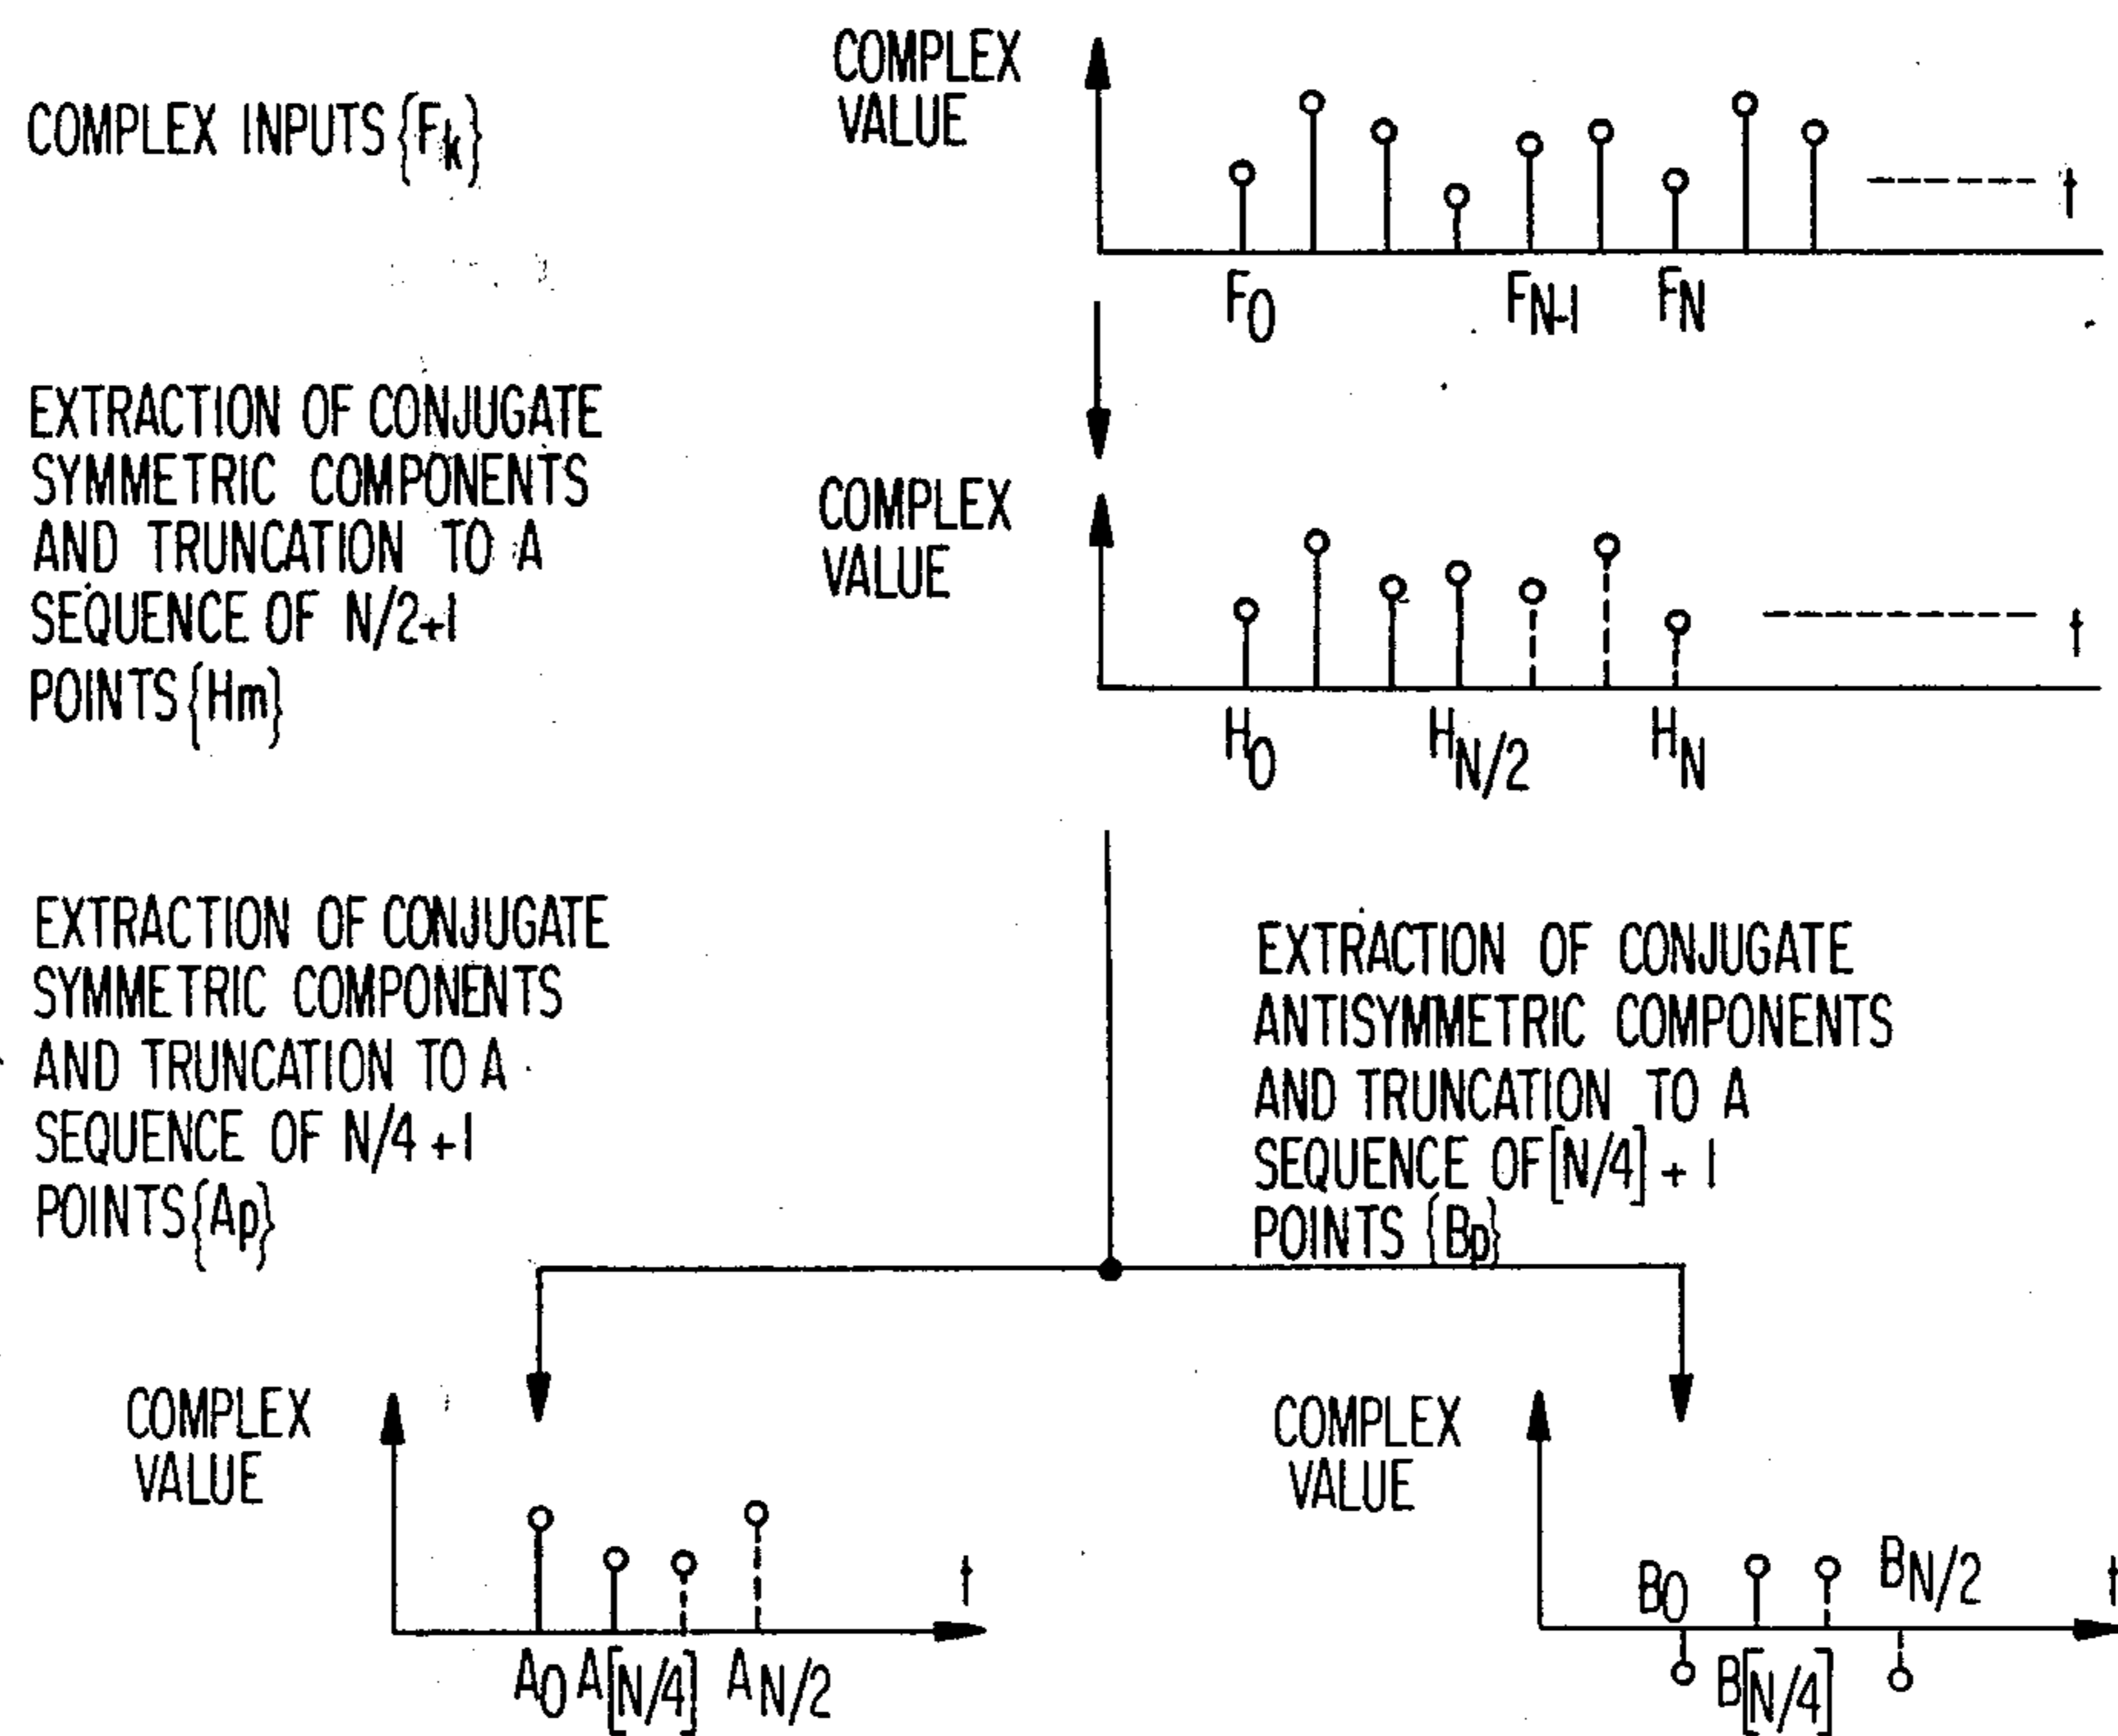 COMPLEX INPUTS {Fk}
COMPLEX
VALUE
t
F0 FN-1 FN
EXTRACTION OF CONJUGATE
SYMMETRIC COMPONENTS
AND TRUNCATION TO A
SEQUENCE OF N/2+1
POINTS {Hm}
COMPLEX
VALUE
t
H0 HN/2 HN
EXTRACTION OF CONJUGATE
SYMMETRIC COMPONENTS
AND TRUNCATION TO A
SEQUENCE OF N/4 +1
POINTS {Ap}
EXTRACTION OF CONJUGATE
ANTISYMMETRIC COMPONENTS
AND TRUNCATION TO A
SEQUENCE OF [N/4] + 1
POINTS {Bp}
COMPLEX
VALUE
t
A0 A[N/4] AN/2
COMPLEX
VALUE
B0 BN/2 t
B[N/4]